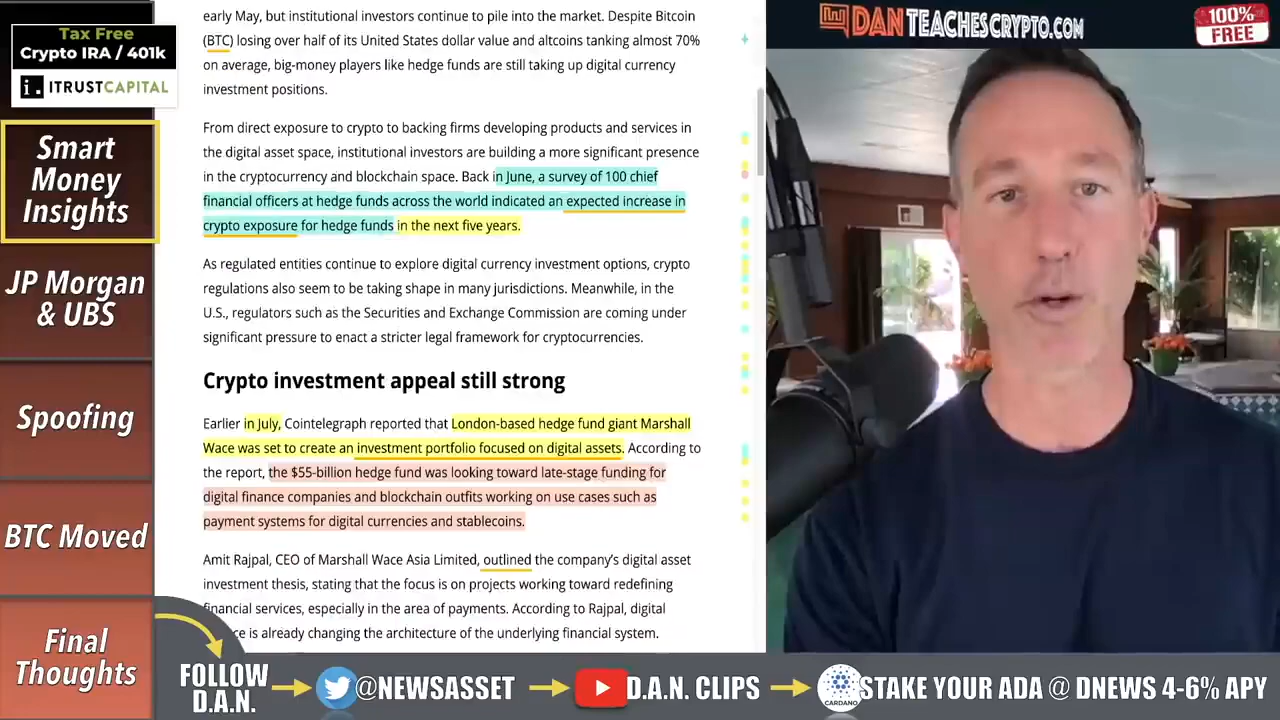 Tax Free
Crypto IRA / 401k
i.
ITRUSTCAPITAL
Smart
Money
Insights
JP Morgan
& UBS
Spoofing
BTC Moved
Final
Thoughts
early May, but institutional investors continue to pile into the market. Despite Bitcoin
(BTC) losing over half of its United States dollar value and altcoins tanking almost 70%
on average, big-money players like hedge funds are still taking up digital currency
investment positions.
From direct exposure to crypto to backing firms developing products and services in
the digital asset space, institutional investors are building a more significant presence
in the cryptocurrency and blockchain space. Back in June, a survey of 100 chief
financial officers at hedge funds across the world indicated an expected increase in
crypto exposure for hedge funds in the next five years.
As regulated entities continue to explore digital currency investment options, crypto
regulations also seem to be taking shape in many jurisdictions. Meanwhile, in the
U.S., regulators such as the Securities and Exchange Commission are coming under
significant pressure to enact a stricter legal framework for cryptocurrencies.
Crypto investment appeal still strong
Earlier in July, Cointelegraph reported that London-based hedge fund giant Marshall
Wace was set to create an investment portfolio focused on digital assets. According to
the report, the $55-billion hedge fund was looking toward late-stage funding for
digital finance companies and blockchain outfits working on use cases such as
payment systems for digital currencies and stablecoins.
Amit Rajpal, CEO of Marshall Wace Asia Limited, outlined the company's digital asset
investment thesis, stating that the focus is on projects working toward redefining
financial services, especially in the area of payments. According to Rajpal, digital
is already changing the architecture of the underlying financial system.
DANTEACHESCRYPTO.COM
100%
FREE
FOLLOW
D.A.N.
@NEWSASSET
D.A.N. CLIPS
CARDANO
STAKE YOUR ADA @ DNEWS 4-6% APY